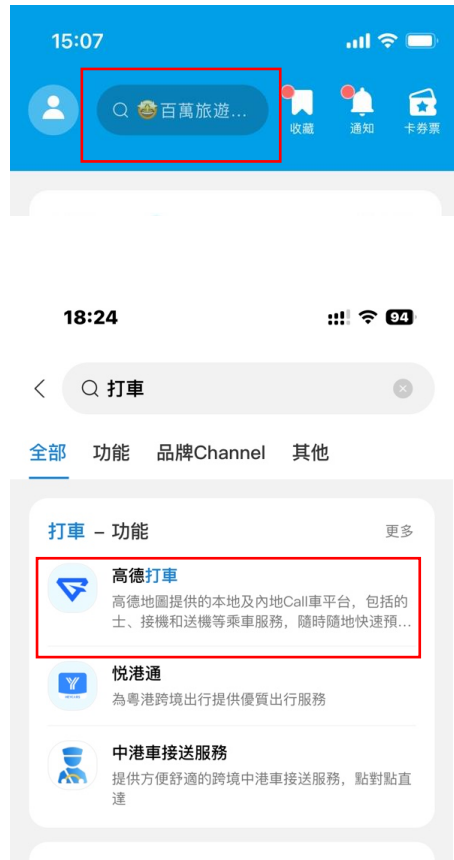 15:07
百萬旅遊...
收藏
通知
卡券票
18:24
94
打車
全部 功能 品牌Channel 其他
打車 – 功能 更多
高德打車
高德地圖提供的本地及內地Call車平台，包括的
士、接機和送機等乘車服務，隨時隨地快速預...
悦港通
為粵港跨境出行提供優質出行服務
中港車接送服務
提供方便舒適的跨境中港車接送服務，點對點直
達